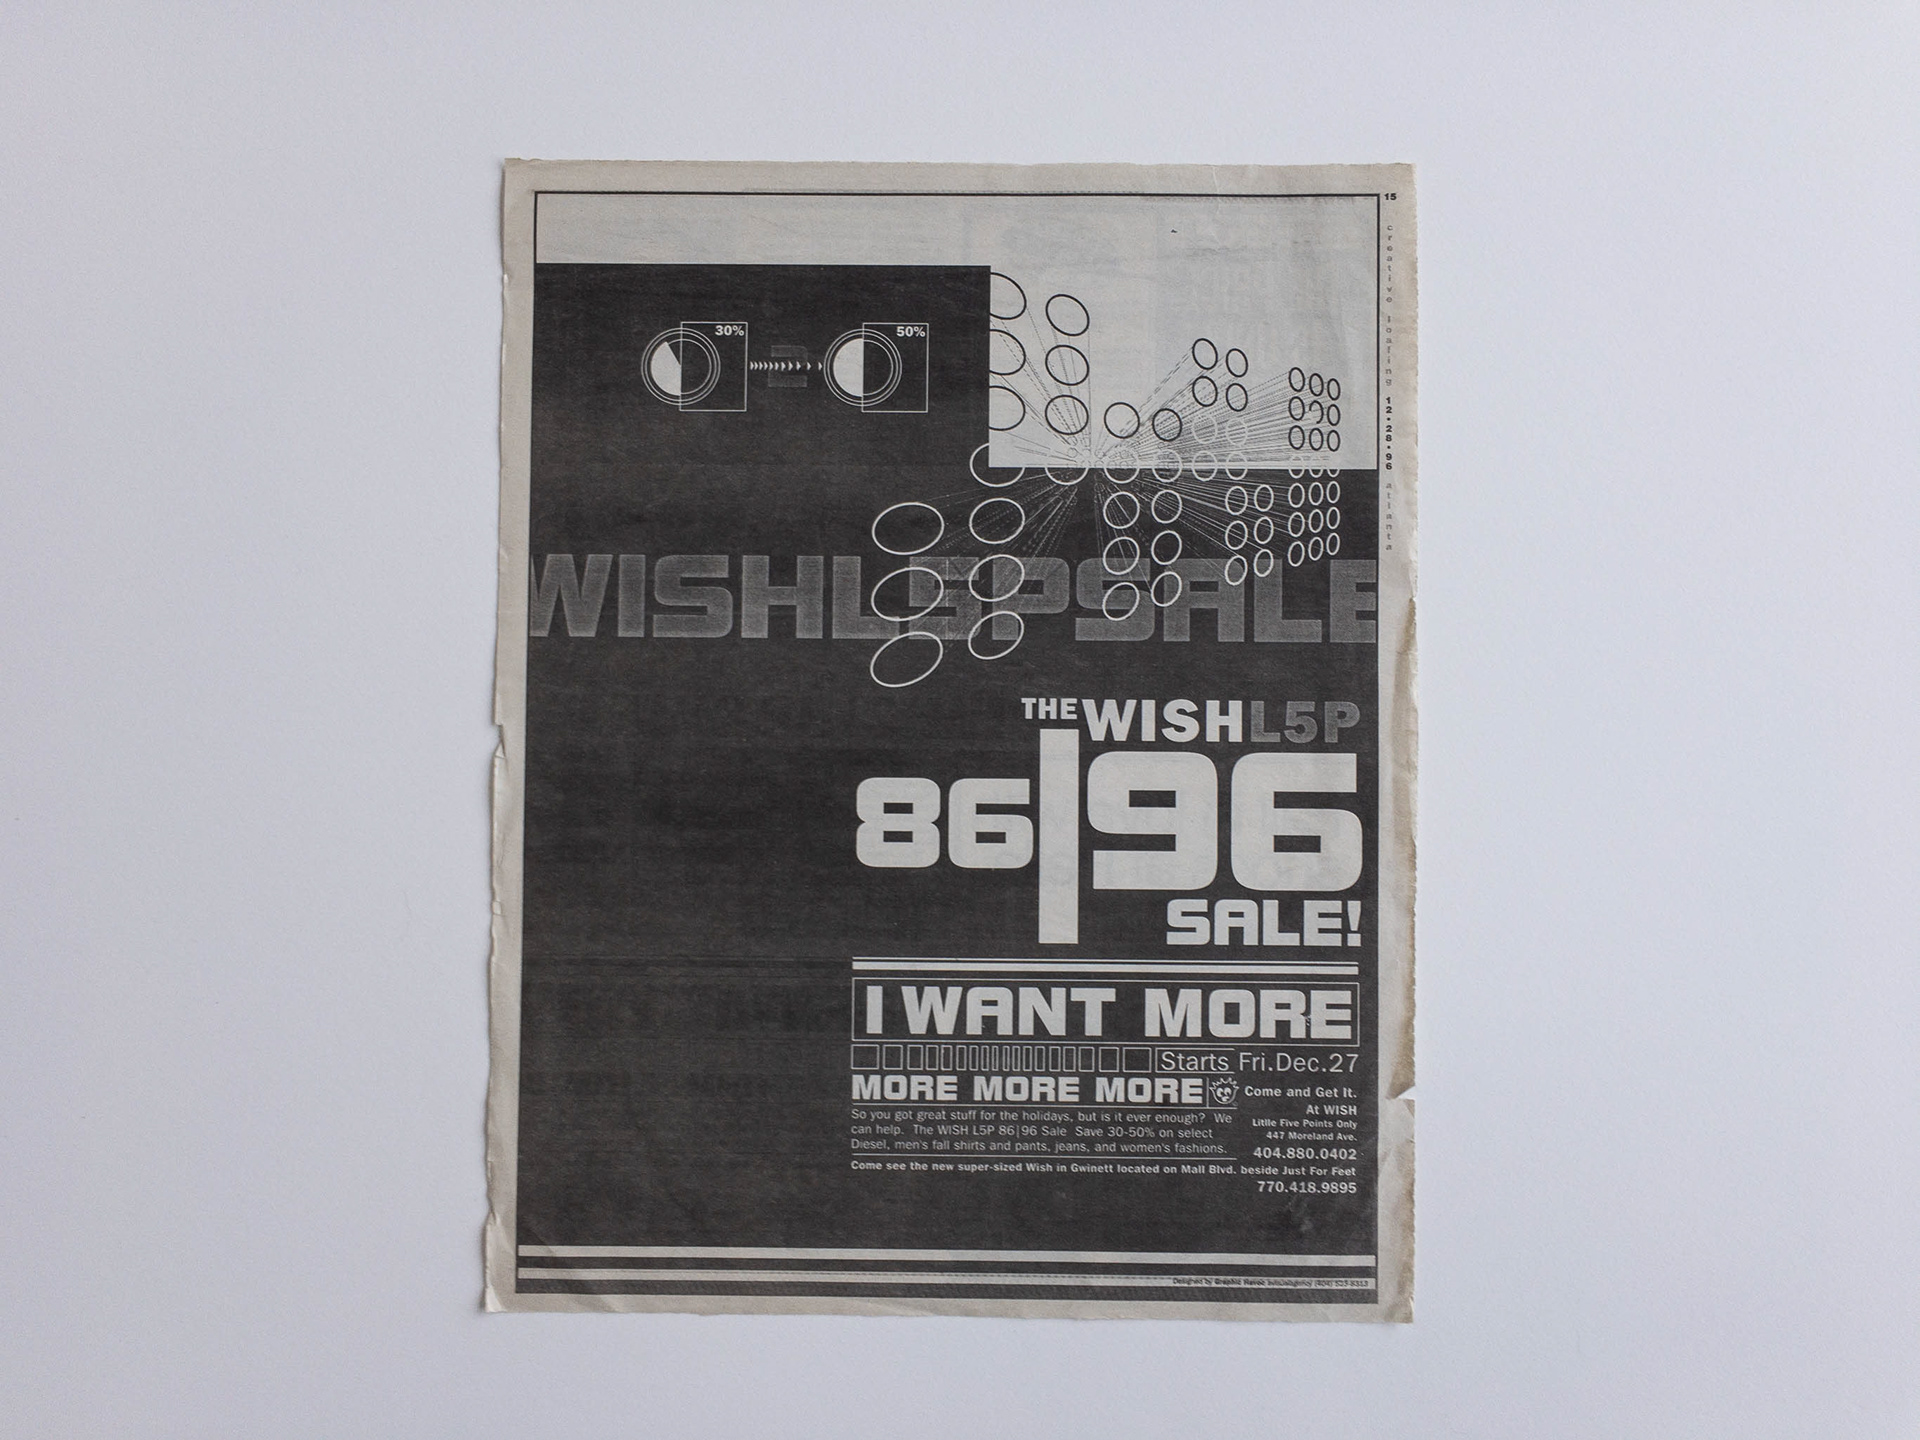 15
creative loafing 12•28•96 atlanta
30%
50%
WISHL5PSALE
THE WISHL5P
86|96
SALE!
I WANT MORE
Starts Fri.Dec.27
MORE MORE MORE
Come and Get It.
At WISH
Little Five Points Only
447 Moreland Ave.
404.880.0402
So you got great stuff for the holidays, but is it ever enough? We
can help. The WISH L5P 86|96 Sale Save 30-50% on select
Diesel, men's fall shirts and pants, jeans, and women's fashions.
Come see the new super-sized Wish in Gwinett located on Mall Blvd. beside Just For Feet
770.418.9895
Designed by Graphic Havoc (404)